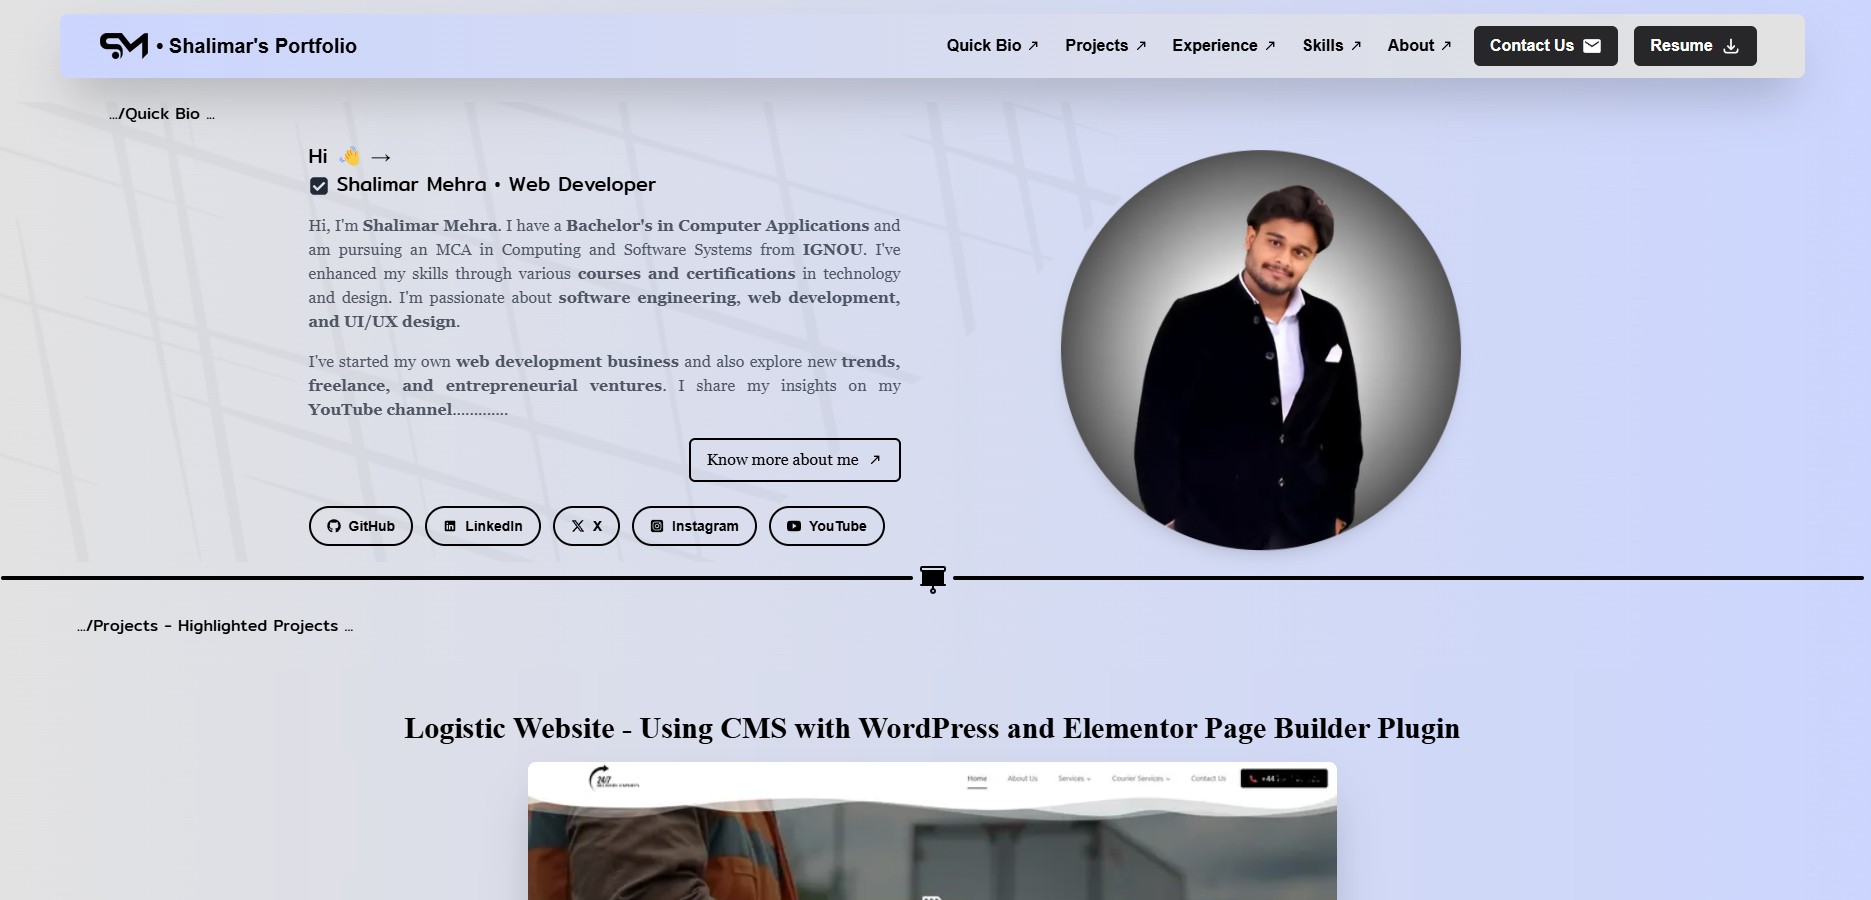 SM • Shalimar's Portfolio
Quick Bio Projects Experience Skills About Contact Us Resume
.../Quick Bio ...
Hi 👋 →
Shalimar Mehra • Web Developer
Hi, I'm Shalimar Mehra. I have a Bachelor's in Computer Applications and
am pursuing an MCA in Computing and Software Systems from IGNOU. I've
enhanced my skills through various courses and certifications in technology
and design. I'm passionate about software engineering, web development,
and UI/UX design.
I've started my own web development business and also explore new trends,
freelance, and entrepreneurial ventures. I share my insights on my
YouTube channel.............
Know more about me
GitHub LinkedIn X Instagram YouTube
.../Projects - Highlighted Projects ...
Logistic Website - Using CMS with WordPress and Elementor Page Builder Plugin
24/7
Home About Us Services Courier Services Contact Us +44